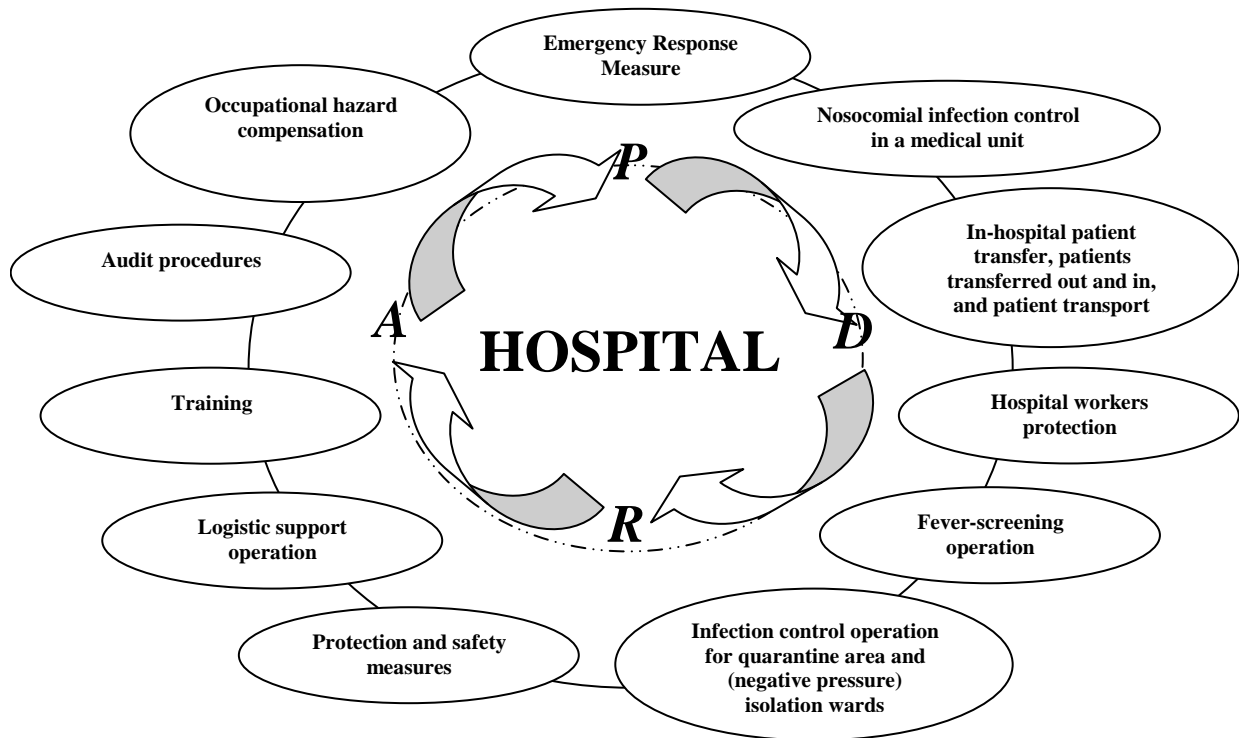 Emergency Response
Measure
Nosocomial infection control
in a medical unit
In-hospital patient
transfer, patients
transferred out and in,
and patient transport
Hospital workers
protection
Fever-screening
operation
Infection control operation
for quarantine area and
(negative pressure)
isolation wards
Protection and safety
measures
Logistic support
operation
Training
Audit procedures
Occupational hazard
compensation
P
D
R
A
HOSPITAL